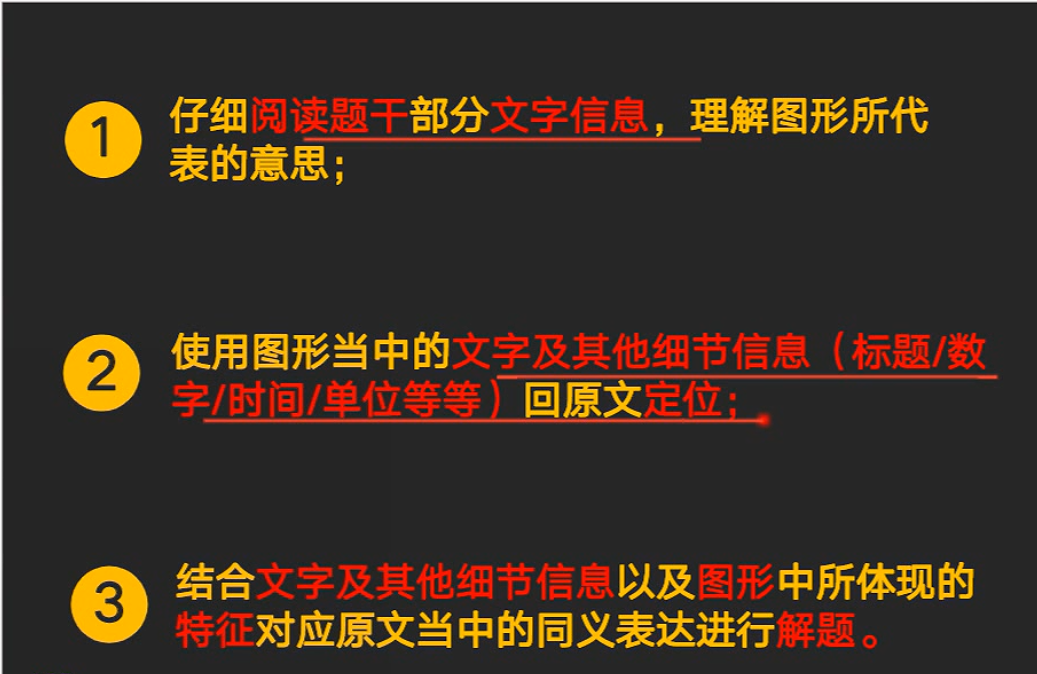 1
仔细阅读题干部分文字信息，理解图形所代
表的意思；
2
使用图形当中的文字及其他细节信息（标题/数
字/时间/单位等等）回原文定位；
3
结合文字及其他细节信息以及图形中所体现的
特征对应原文当中的同义表达进行解题。